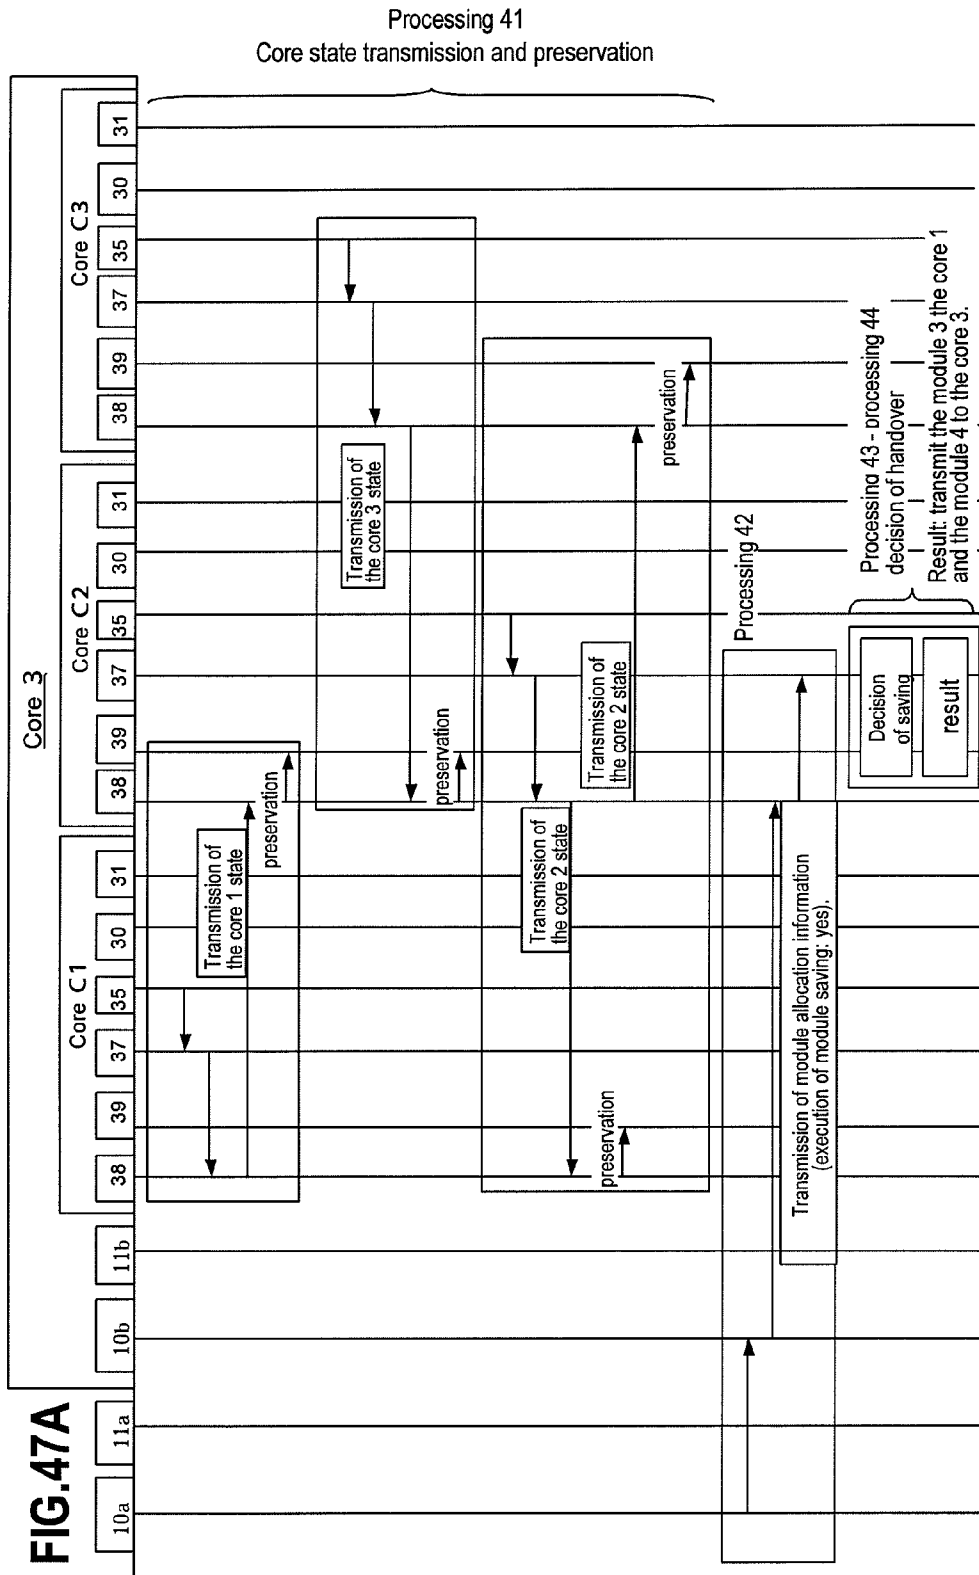 FIG.47A
Core 3
Core C1
Core C2
Core C3
10a
11a
10b
11b
38
39
37
35
30
31
38
39
37
35
30
31
38
39
37
35
30
31
Processing 41
Core state transmission and preservation
Transmission of
the core 1 state
preservation
Transmission of
the core 3 state
preservation
Transmission of
the core 2 state
preservation
Transmission of
the core 2 state
preservation
Processing 42
Transmission of module allocation information
(execution of module saving; yes).
Decision
of saving
result
Processing 43 - processing 44
decision of handover
Result: transmit the module 3 the core 1
and the module 4 to the core 3.